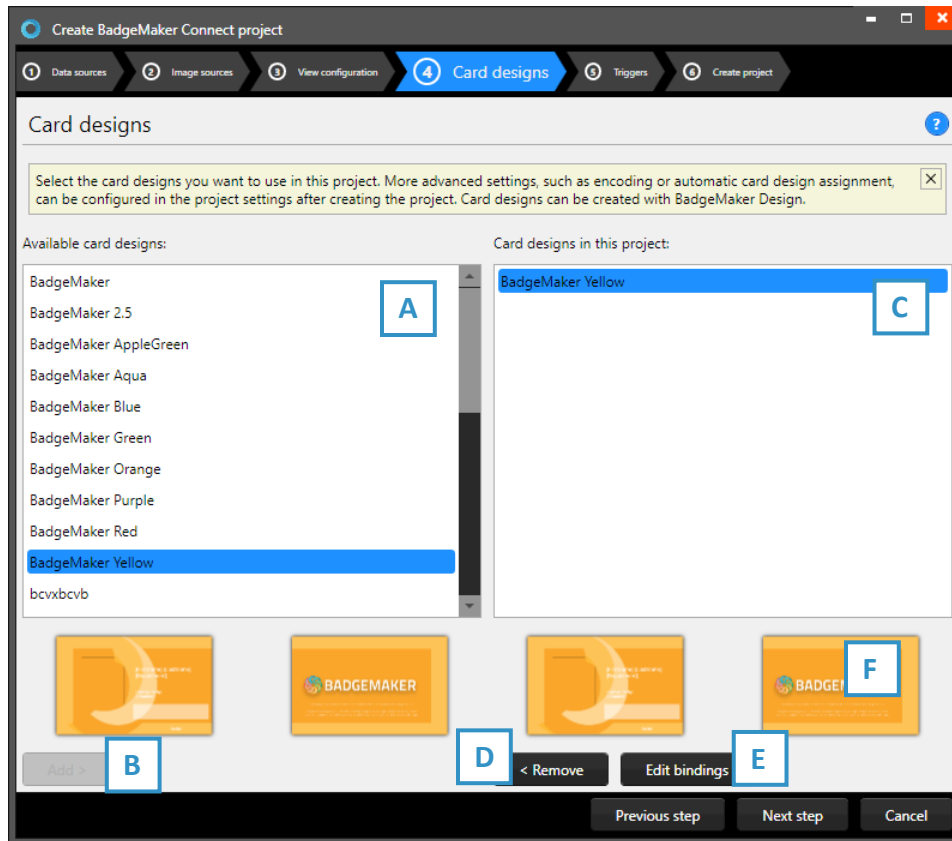 Create BadgeMaker Connect project
1 Data sources
2 Image sources
3 View configuration
4 Card designs
5 Triggers
6 Create project
Card designs
?
Select the card designs you want to use in this project. More advanced settings, such as encoding or automatic card design assignment,
can be configured in the project settings after creating the project. Card designs can be created with BadgeMaker Design.
Available card designs:
Card designs in this project:
BadgeMaker
BadgeMaker 2.5
BadgeMaker AppleGreen
BadgeMaker Aqua
BadgeMaker Blue
BadgeMaker Green
BadgeMaker Orange
BadgeMaker Purple
BadgeMaker Red
BadgeMaker Yellow
bcvxbcvb
A
BadgeMaker Yellow
C
BADGEMAKER
BADGEM
F
Add >
B
D
< Remove
Edit bindings
E
Previous step
Next step
Cancel